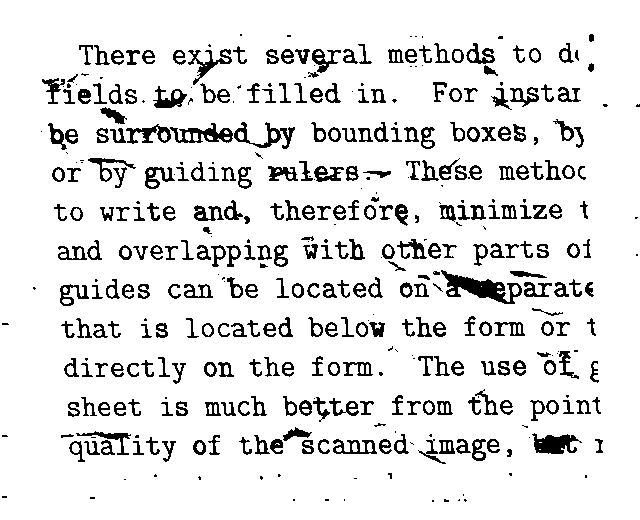 There exist several methods to
fields to be filled in. For instan
be surrounded by bounding boxes, by
or by guiding rulers. These method
to write and, therefore, minimize t
and overlapping with other parts of
guides can be located on a separate
that is located below the form or t
directly on the form. The use of g
sheet is much better from the point
quality of the scanned image, but r